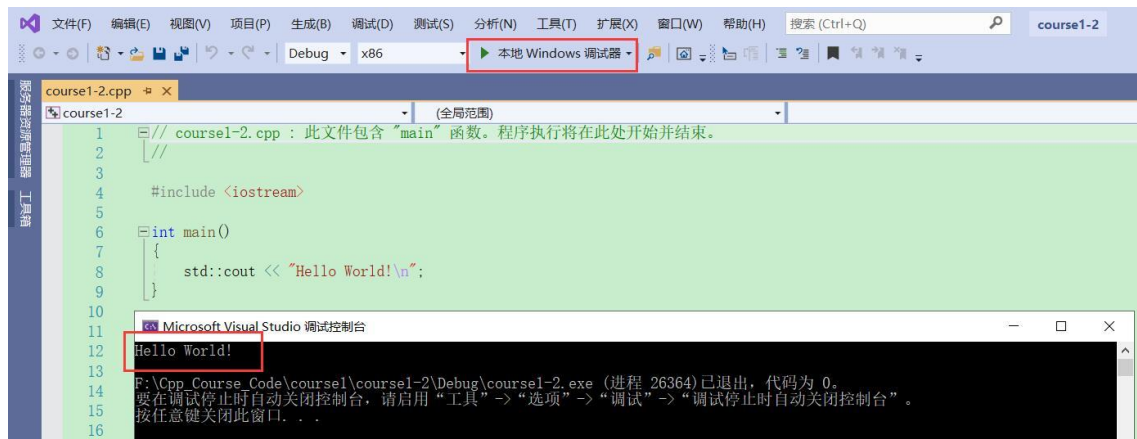 文件(F) 编辑(E) 视图(V) 项目(P) 生成(B) 调试(D) 测试(S) 分析(N) 工具(T) 扩展(X) 窗口(W) 帮助(H) 搜索 (Ctrl+Q) course1-2
Debug x86 本地 Windows 调试器
服务器资源管理器
工具箱
course1-2.cpp
course1-2 (全局范围)
1 // course1-2.cpp : 此文件包含 "main" 函数。程序执行将在此处开始并结束。
2 //
3
4 #include <iostream>
5
6 int main()
7 {
8 std::cout << "Hello World!\n";
9 }
10
11
12
13
14
15
16
Microsoft Visual Studio 调试控制台
Hello World!
F:\Cpp_Course_Code\course1\course1-2\Debug\course1-2.exe (进程 26364)已退出，代码为 0。
要在调试停止时自动关闭控制台，请启用“工具”->“选项”->“调试”->“调试停止时自动关闭控制台”。
按任意键关闭此窗口. . .